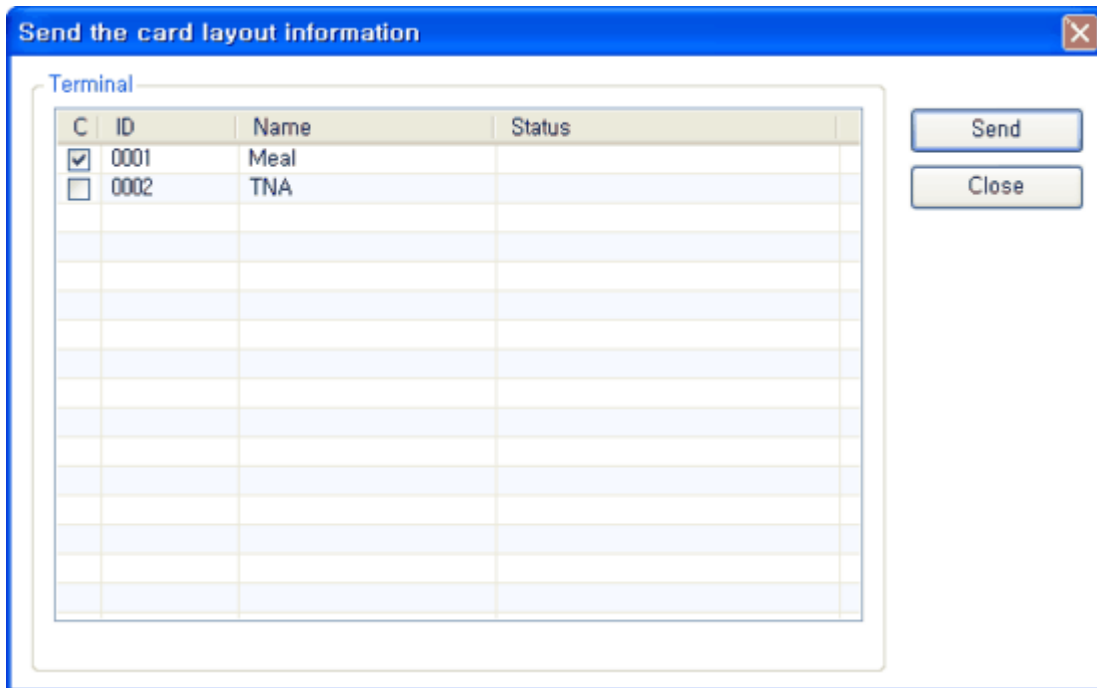 Send the card layout information
Terminal
C ID Name Status
0001 Meal
0002 TNA
Send
Close